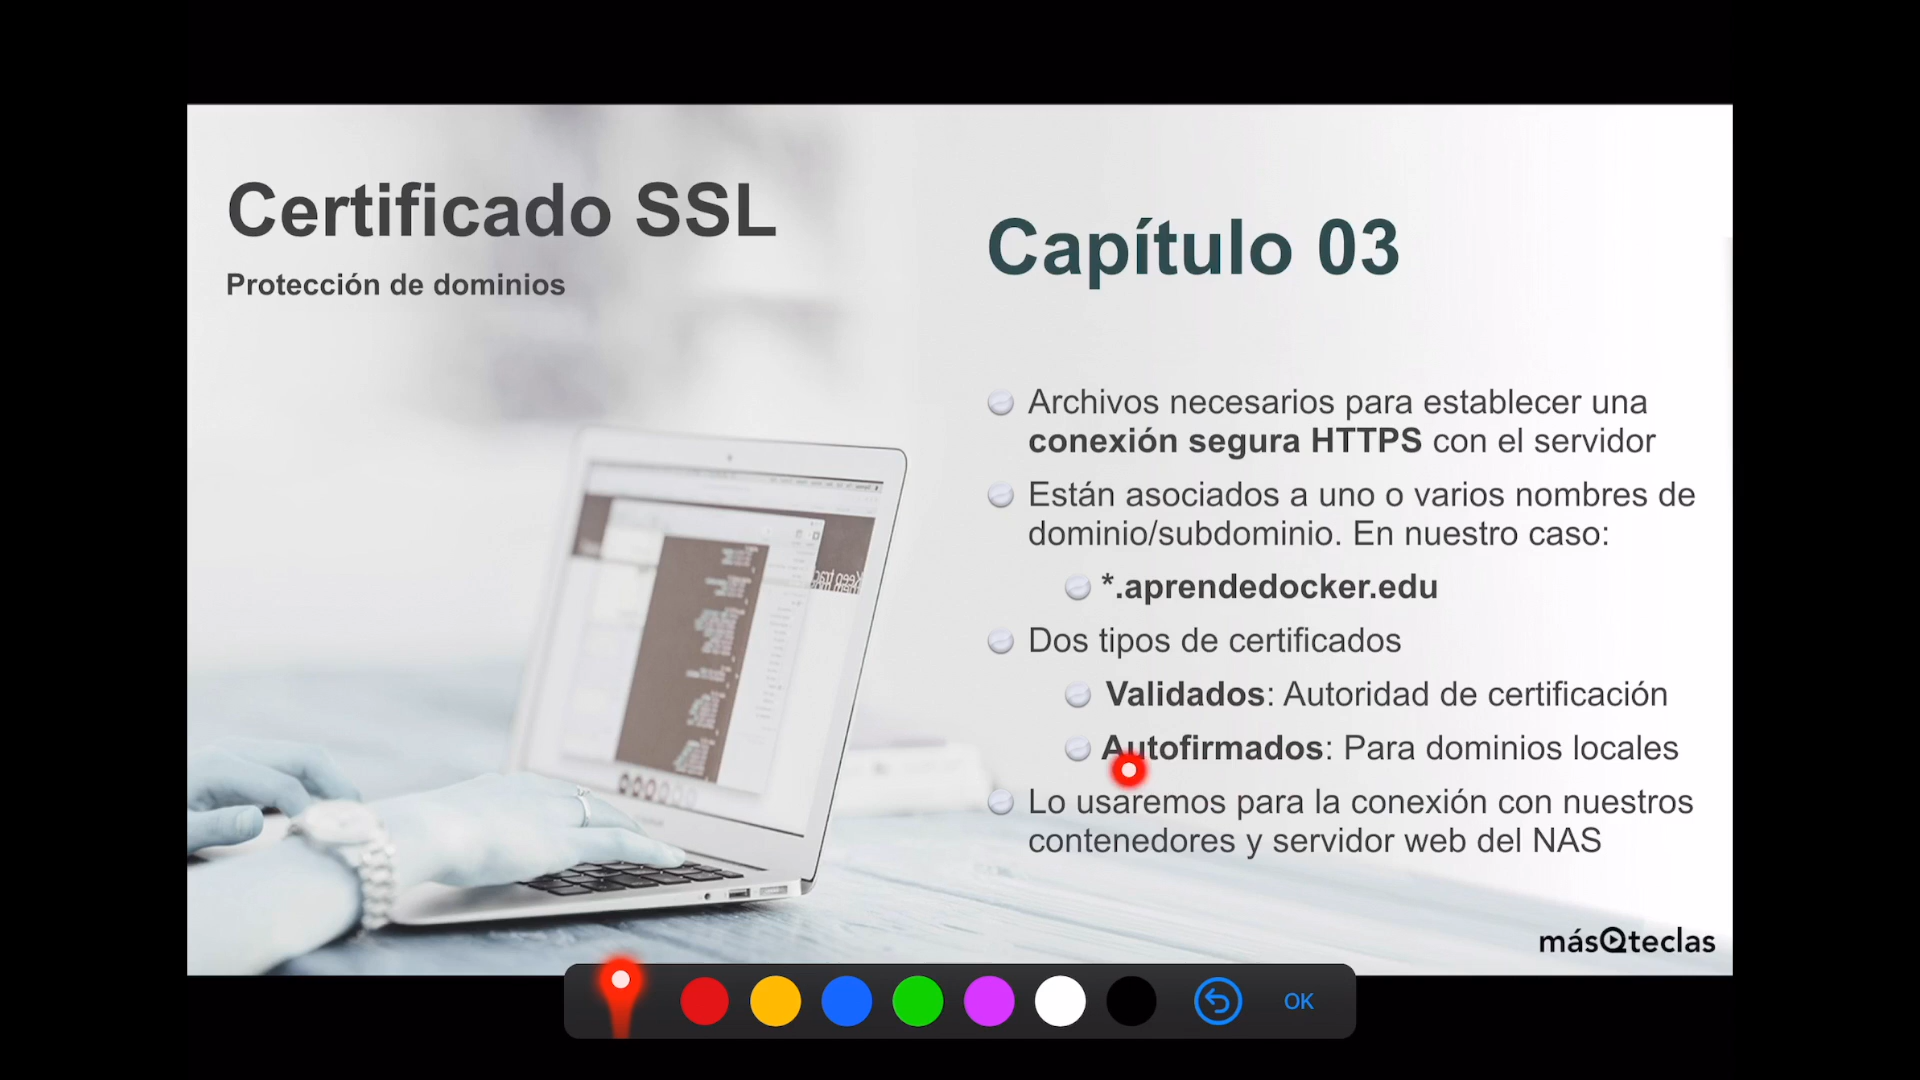 Certificado SSL
Protección de dominios
Capítulo 03
Archivos necesarios para establecer una
conexión segura HTTPS con el servidor
Están asociados a uno o varios nombres de
dominio/subdominio. En nuestro caso:
*.aprendedocker.edu
Dos tipos de certificados
Validados: Autoridad de certificación
Autofirmados: Para dominios locales
Lo usaremos para la conexión con nuestros
contenedores y servidor web del NAS
másQteclas
OK